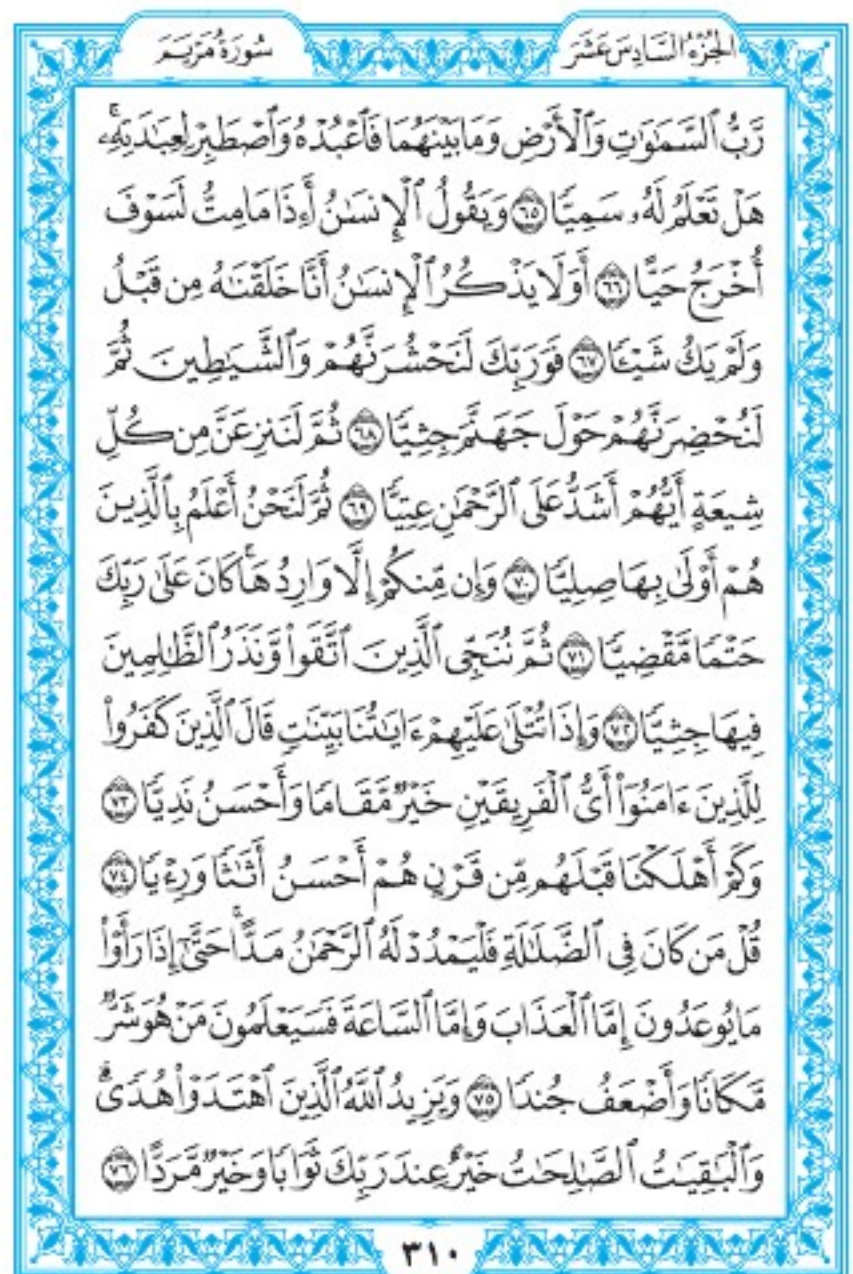 الجزء السادس عشر
سورة مريم
رَّبُّ ٱلسَّمَٰوَٰتِ وَٱلْأَرْضِ وَمَا بَيْنَهُمَا فَٱعْبُدْهُ وَٱصْطَبِرْ لِعِبَٰدَتِهِۦۚ
هَلْ تَعْلَمُ لَهُۥ سَمِيًّا ٦٥ وَيَقُولُ ٱلْإِنسَٰنُ أَءِذَا مَا مِتُّ لَسَوْفَ
أُخْرَجُ حَيًّا ٦٦ أَوَلَا يَذْكُرُ ٱلْإِنسَٰنُ أَنَّا خَلَقْنَٰهُ مِن قَبْلُ
وَلَمْ يَكُ شَيْـًٔا ٦٧ فَوَرَبِّكَ لَنَحْشُرَنَّهُمْ وَٱلشَّيَٰطِينَ ثُمَّ
لَنُحْضِرَنَّهُمْ حَوْلَ جَهَنَّمَ جِثِيًّا ٦٨ ثُمَّ لَنَنزِعَنَّ مِن كُلِّ
شِيعَةٍ أَيُّهُمْ أَشَدُّ عَلَى ٱلرَّحْمَٰنِ عِتِيًّا ٦٩ ثُمَّ لَنَحْنُ أَعْلَمُ بِٱلَّذِينَ
هُمْ أَوْلَىٰ بِهَا صِلِيًّا ٧٠ وَإِن مِّنكُمْ إِلَّا وَارِدُهَاۚ كَانَ عَلَىٰ رَبِّكَ
حَتْمًا مَّقْضِيًّا ٧١ ثُمَّ نُنَجِّى ٱلَّذِينَ ٱتَّقَوا۟ وَّنَذَرُ ٱلظَّٰلِمِينَ
فِيهَا جِثِيًّا ٧٢ وَإِذَا تُتْلَىٰ عَلَيْهِمْ ءَايَٰتُنَا بَيِّنَٰتٍ قَالَ ٱلَّذِينَ كَفَرُوا۟
لِلَّذِينَ ءَامَنُوٓا۟ أَىُّ ٱلْفَرِيقَيْنِ خَيْرٌ مَّقَامًا وَأَحْسَنُ نَدِيًّا ٧٣
وَكَمْ أَهْلَكْنَا قَبْلَهُم مِّن قَرْنٍ هُمْ أَحْسَنُ أَثَٰثًا وَرِءْيًا ٧٤
قُلْ مَن كَانَ فِى ٱلضَّلَٰلَةِ فَلْيَمْدُدْ لَهُ ٱلرَّحْمَٰنُ مَدًّاۚ حَتَّىٰٓ إِذَا رَأَوْا۟
مَا يُوعَدُونَ إِمَّا ٱلْعَذَابَ وَإِمَّا ٱلسَّاعَةَ فَسَيَعْلَمُونَ مَنْ هُوَ شَرٌّ
مَّكَانًا وَأَضْعَفُ جُندًا ٧٥ وَيَزِيدُ ٱللَّهُ ٱلَّذِينَ ٱهْتَدَوْا۟ هُدًىۗ
وَٱلْبَٰقِيَٰتُ ٱلصَّٰلِحَٰتُ خَيْرٌ عِندَ رَبِّكَ ثَوَابًا وَخَيْرٌ مَّرَدًّا ٧٦
٣١٠